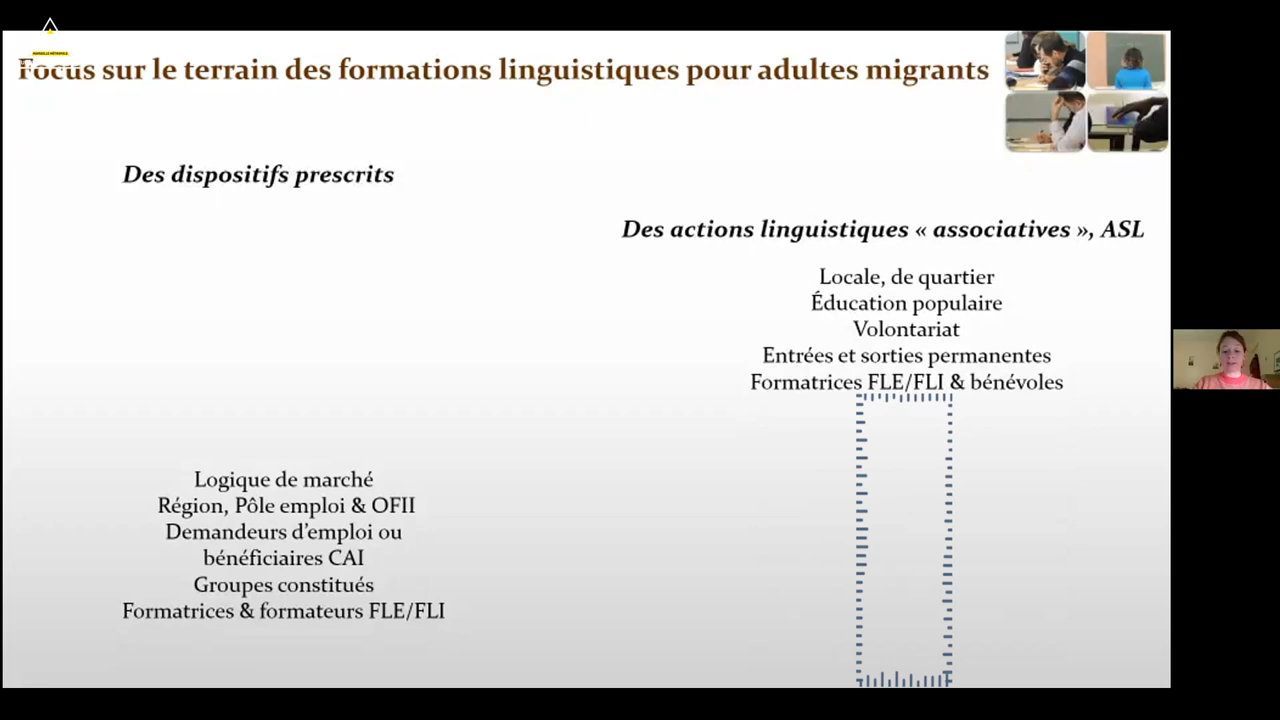 MARSEILLE MÉTROPOLE
Focus sur le terrain des formations linguistiques pour adultes migrants
Des dispositifs prescrits
Des actions linguistiques « associatives », ASL
Locale, de quartier
Éducation populaire
Volontariat
Entrées et sorties permanentes
Formatrices FLE/FLI & bénévoles
Logique de marché
Région, Pôle emploi & OFII
Demandeurs d’emploi ou
bénéficiaires CAI
Groupes constitués
Formatrices & formateurs FLE/FLI